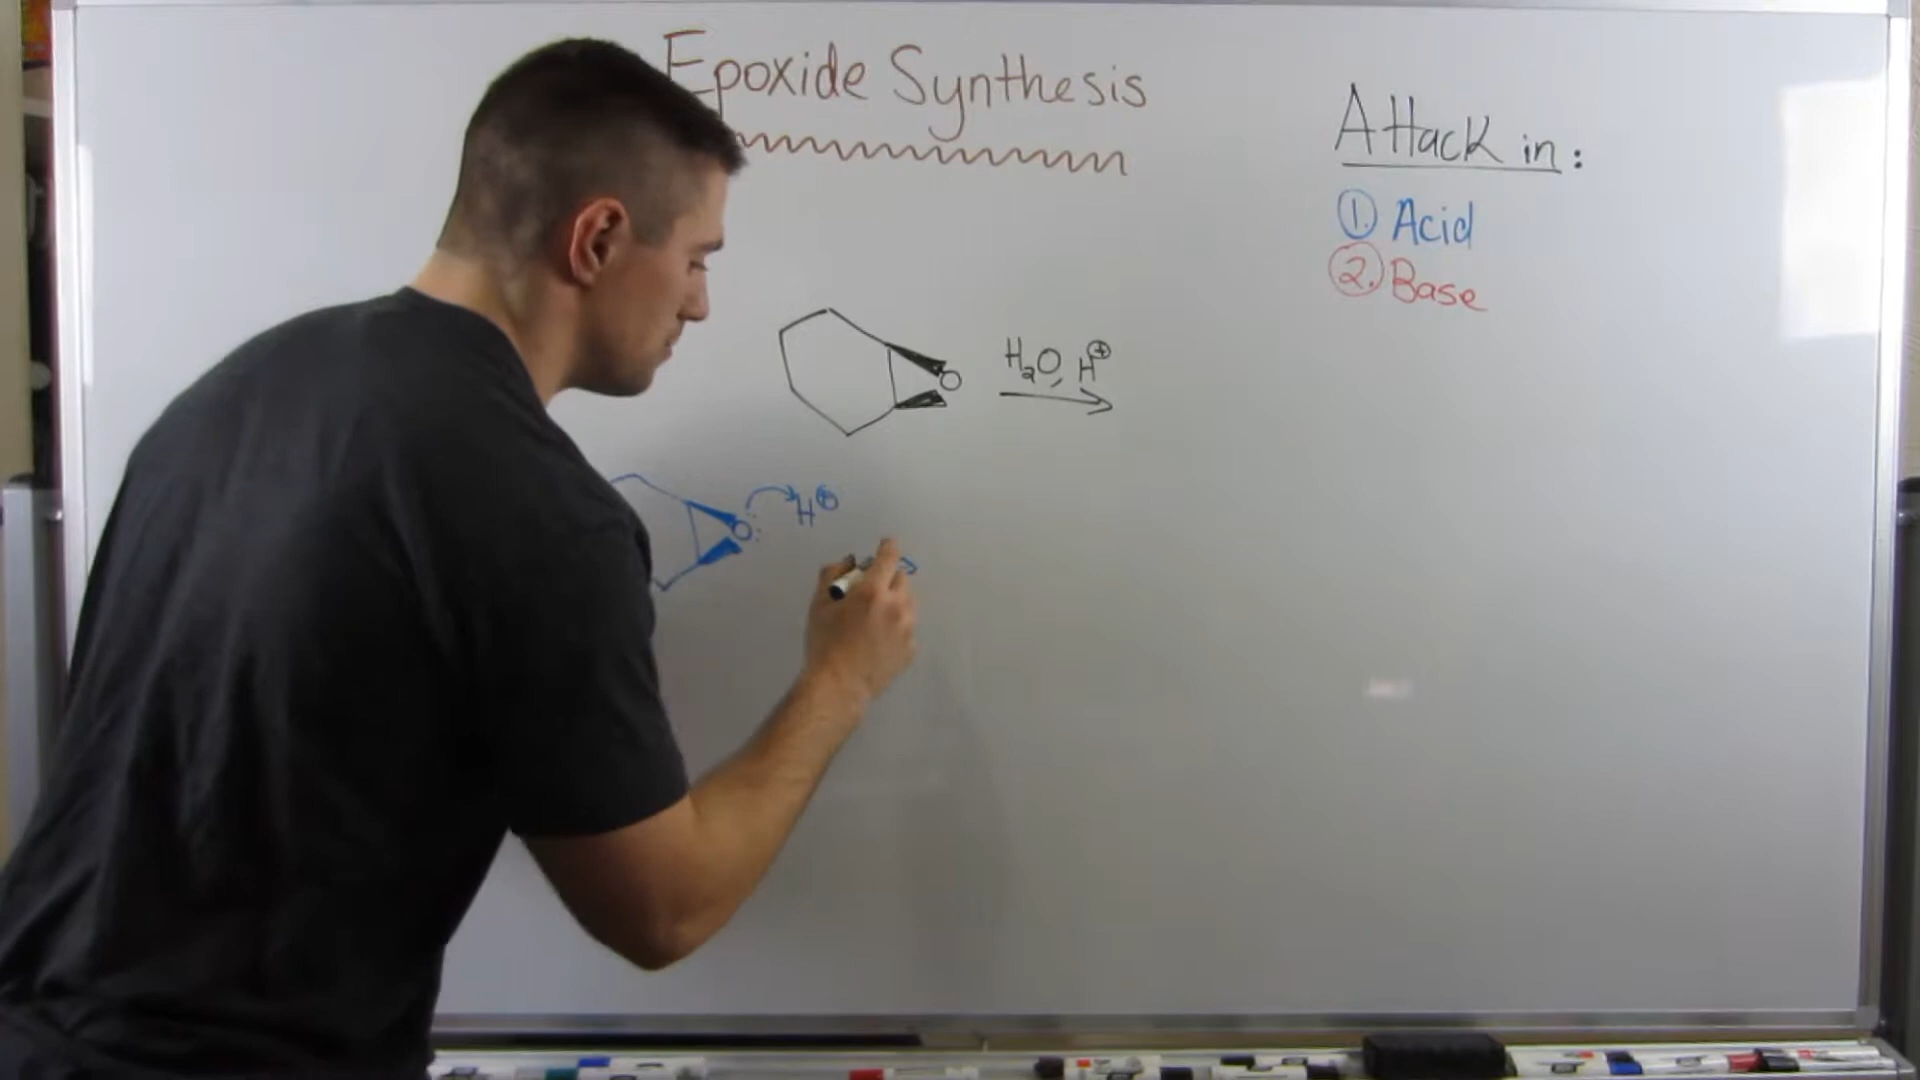 Epoxide Synthesis
Attack in:
1. Acid
2. Base
O
H₂O, H⊕
O: H⊕